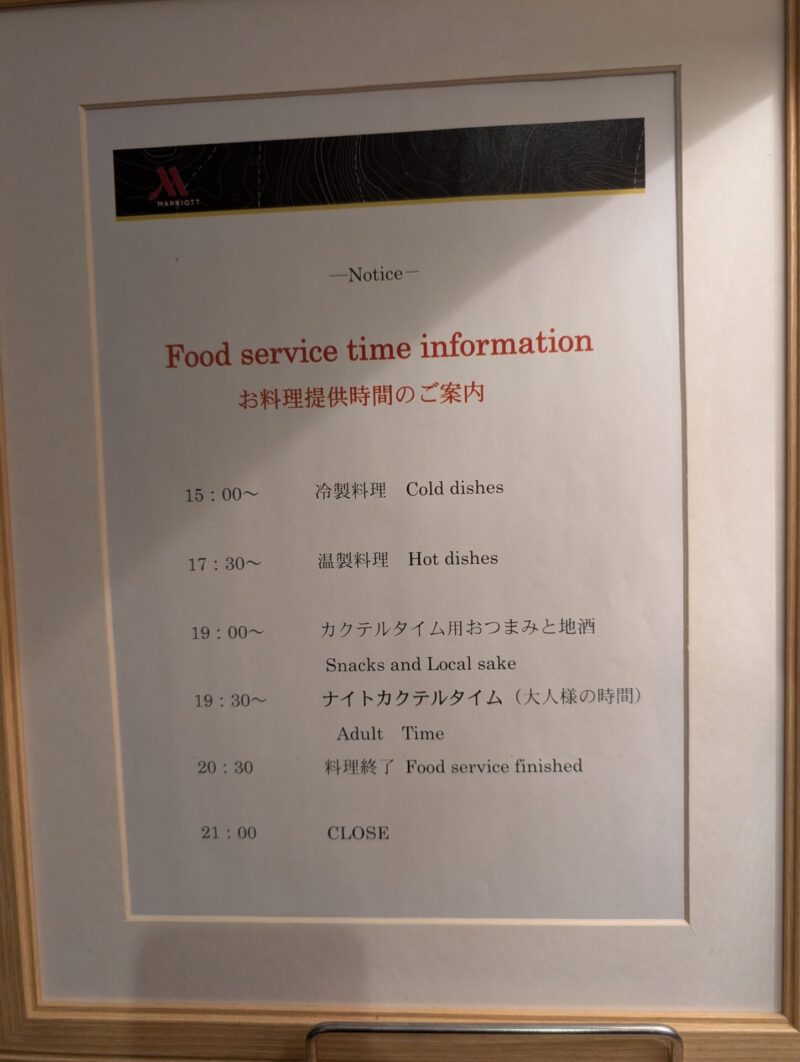 MARRIOTT
—Notice—
Food service time information
お料理提供時間のご案内
15：00～ 冷製料理 Cold dishes
17：30～ 温製料理 Hot dishes
19：00～ カクテルタイム用おつまみと地酒
Snacks and Local sake
19：30～ ナイトカクテルタイム（大人様の時間）
Adult Time
20：30 料理終了 Food service finished
21：00 CLOSE